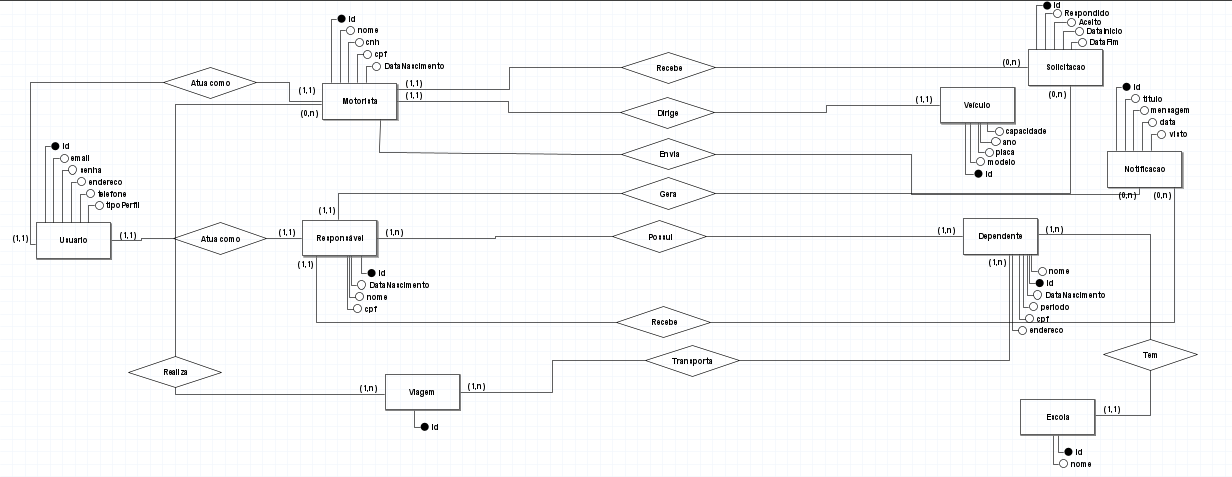 Id
nome
cnh
cpf
DataNascimento
Motorista
Atua como
(1,1)
(0,n)
(1,1)
(1,1)
Recebe
Dirige
Envia
Gera
Id
Respondido
Aceito
DataInicio
DataFim
(0,n)
Solicitacao
(0,n)
(1,1)
Veículo
capacidade
ano
placa
modelo
Id
Id
titulo
mensagem
data
visto
Notificacao
(0,n)
(0,n)
Id
email
senha
endereco
telefone
tipoPerfil
(1,1)
Usuario
(1,1)
Atua como
(1,1)
(1,1)
Responsável
(1,n)
(1,1)
Id
DataNascimento
nome
cpf
Possui
(1,n)
Dependente
(1,n)
(1,n)
nome
Id
DataNascimento
periodo
cpf
endereco
Recebe
Transporta
Tem
Realiza
(1,n)
Viagem
(1,n)
Id
Escola
(1,1)
Id
nome